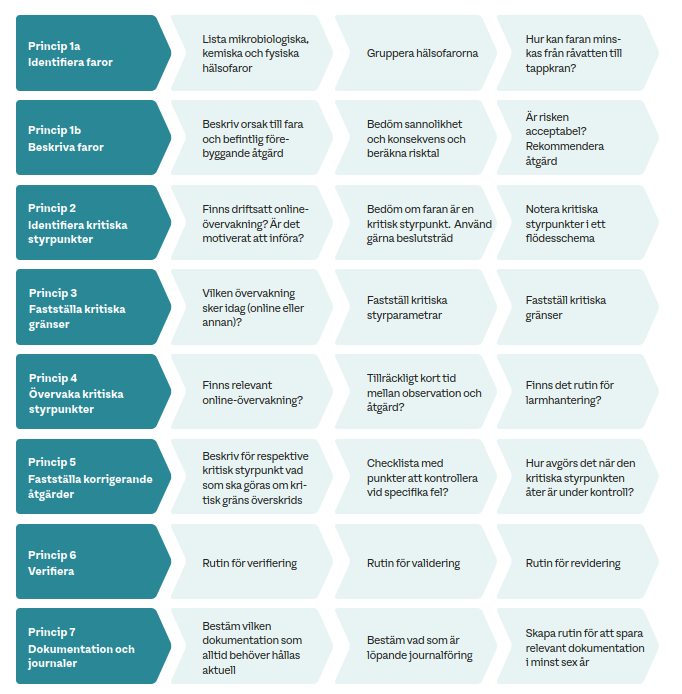 Princip 1a
Identifiera faror
Lista mikrobiologiska,
kemiska och fysiska
hälsofaror
Gruppera hälsofarorna
Hur kan faran mins-
kas från råvatten till
tappkran?
Princip 1b
Beskriva faror
Beskriv orsak till fara
och befintlig före-
byggande åtgärd
Bedöm sannolikhet
och konsekvens och
beräkna risktal
Är risken
acceptabel?
Rekommendera
åtgärd
Princip 2
Identifiera kritiska
styrpunkter
Finns driftsatt online-
övervakning? Är det
motiverat att införa?
Bedöm om faran är en
kritisk styrpunkt. Använd
gärna beslutsträd
Notera kritiska
styrpunkter i ett
flödesschema
Princip 3
Fastställa kritiska
gränser
Vilken övervakning
sker idag (online eller
annan)?
Fastställ kritiska
styrparametrar
Fastställ kritiska
gränser
Princip 4
Övervaka kritiska
styrpunkter
Finns relevant
online-övervakning?
Tillräckligt kort tid
mellan observation och
åtgärd?
Finns det rutin för
larmhantering?
Princip 5
Fastställa korrigerande
åtgärder
Beskriv för respektive
kritisk styrpunkt vad
som ska göras om kri-
tisk gräns överskrids
Checklista med
punkter att kontrollera
vid specifika fel?
Hur avgörs det när den
kritiska styrpunkten
åter är under kontroll?
Princip 6
Verifiera
Rutin för verifiering
Rutin för validering
Rutin för revidering
Princip 7
Dokumentation och
journaler
Bestäm vilken
dokumentation som
alltid behöver hållas
aktuell
Bestäm vad som är
löpande journalföring
Skapa rutin för att spara
relevant dokumentation
i minst sex år